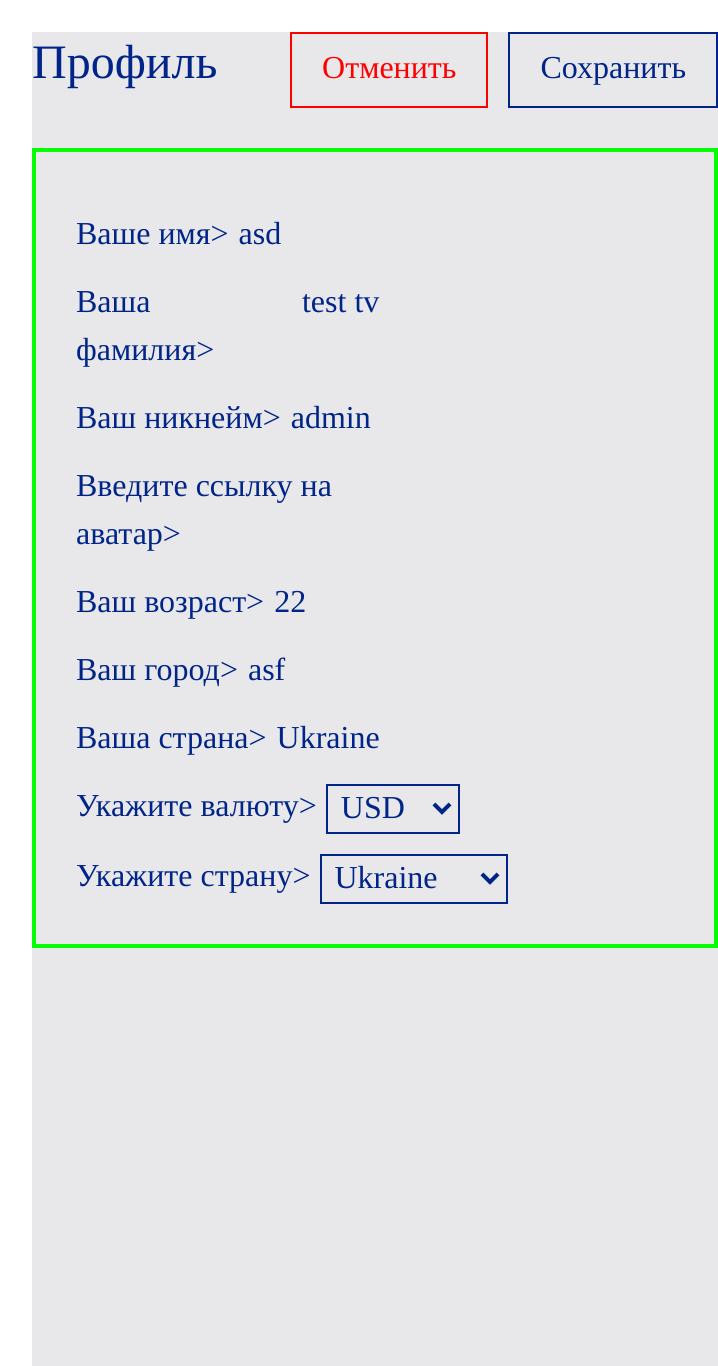 Профиль Отменить Сохранить
Ваше имя> asd
Ваша test tv
фамилия>
Ваш никнейм> admin
Введите ссылку на
аватар>
Ваш возраст> 22
Ваш город> asf
Ваша страна> Ukraine
Укажите валюту> USD
Укажите страну> Ukraine